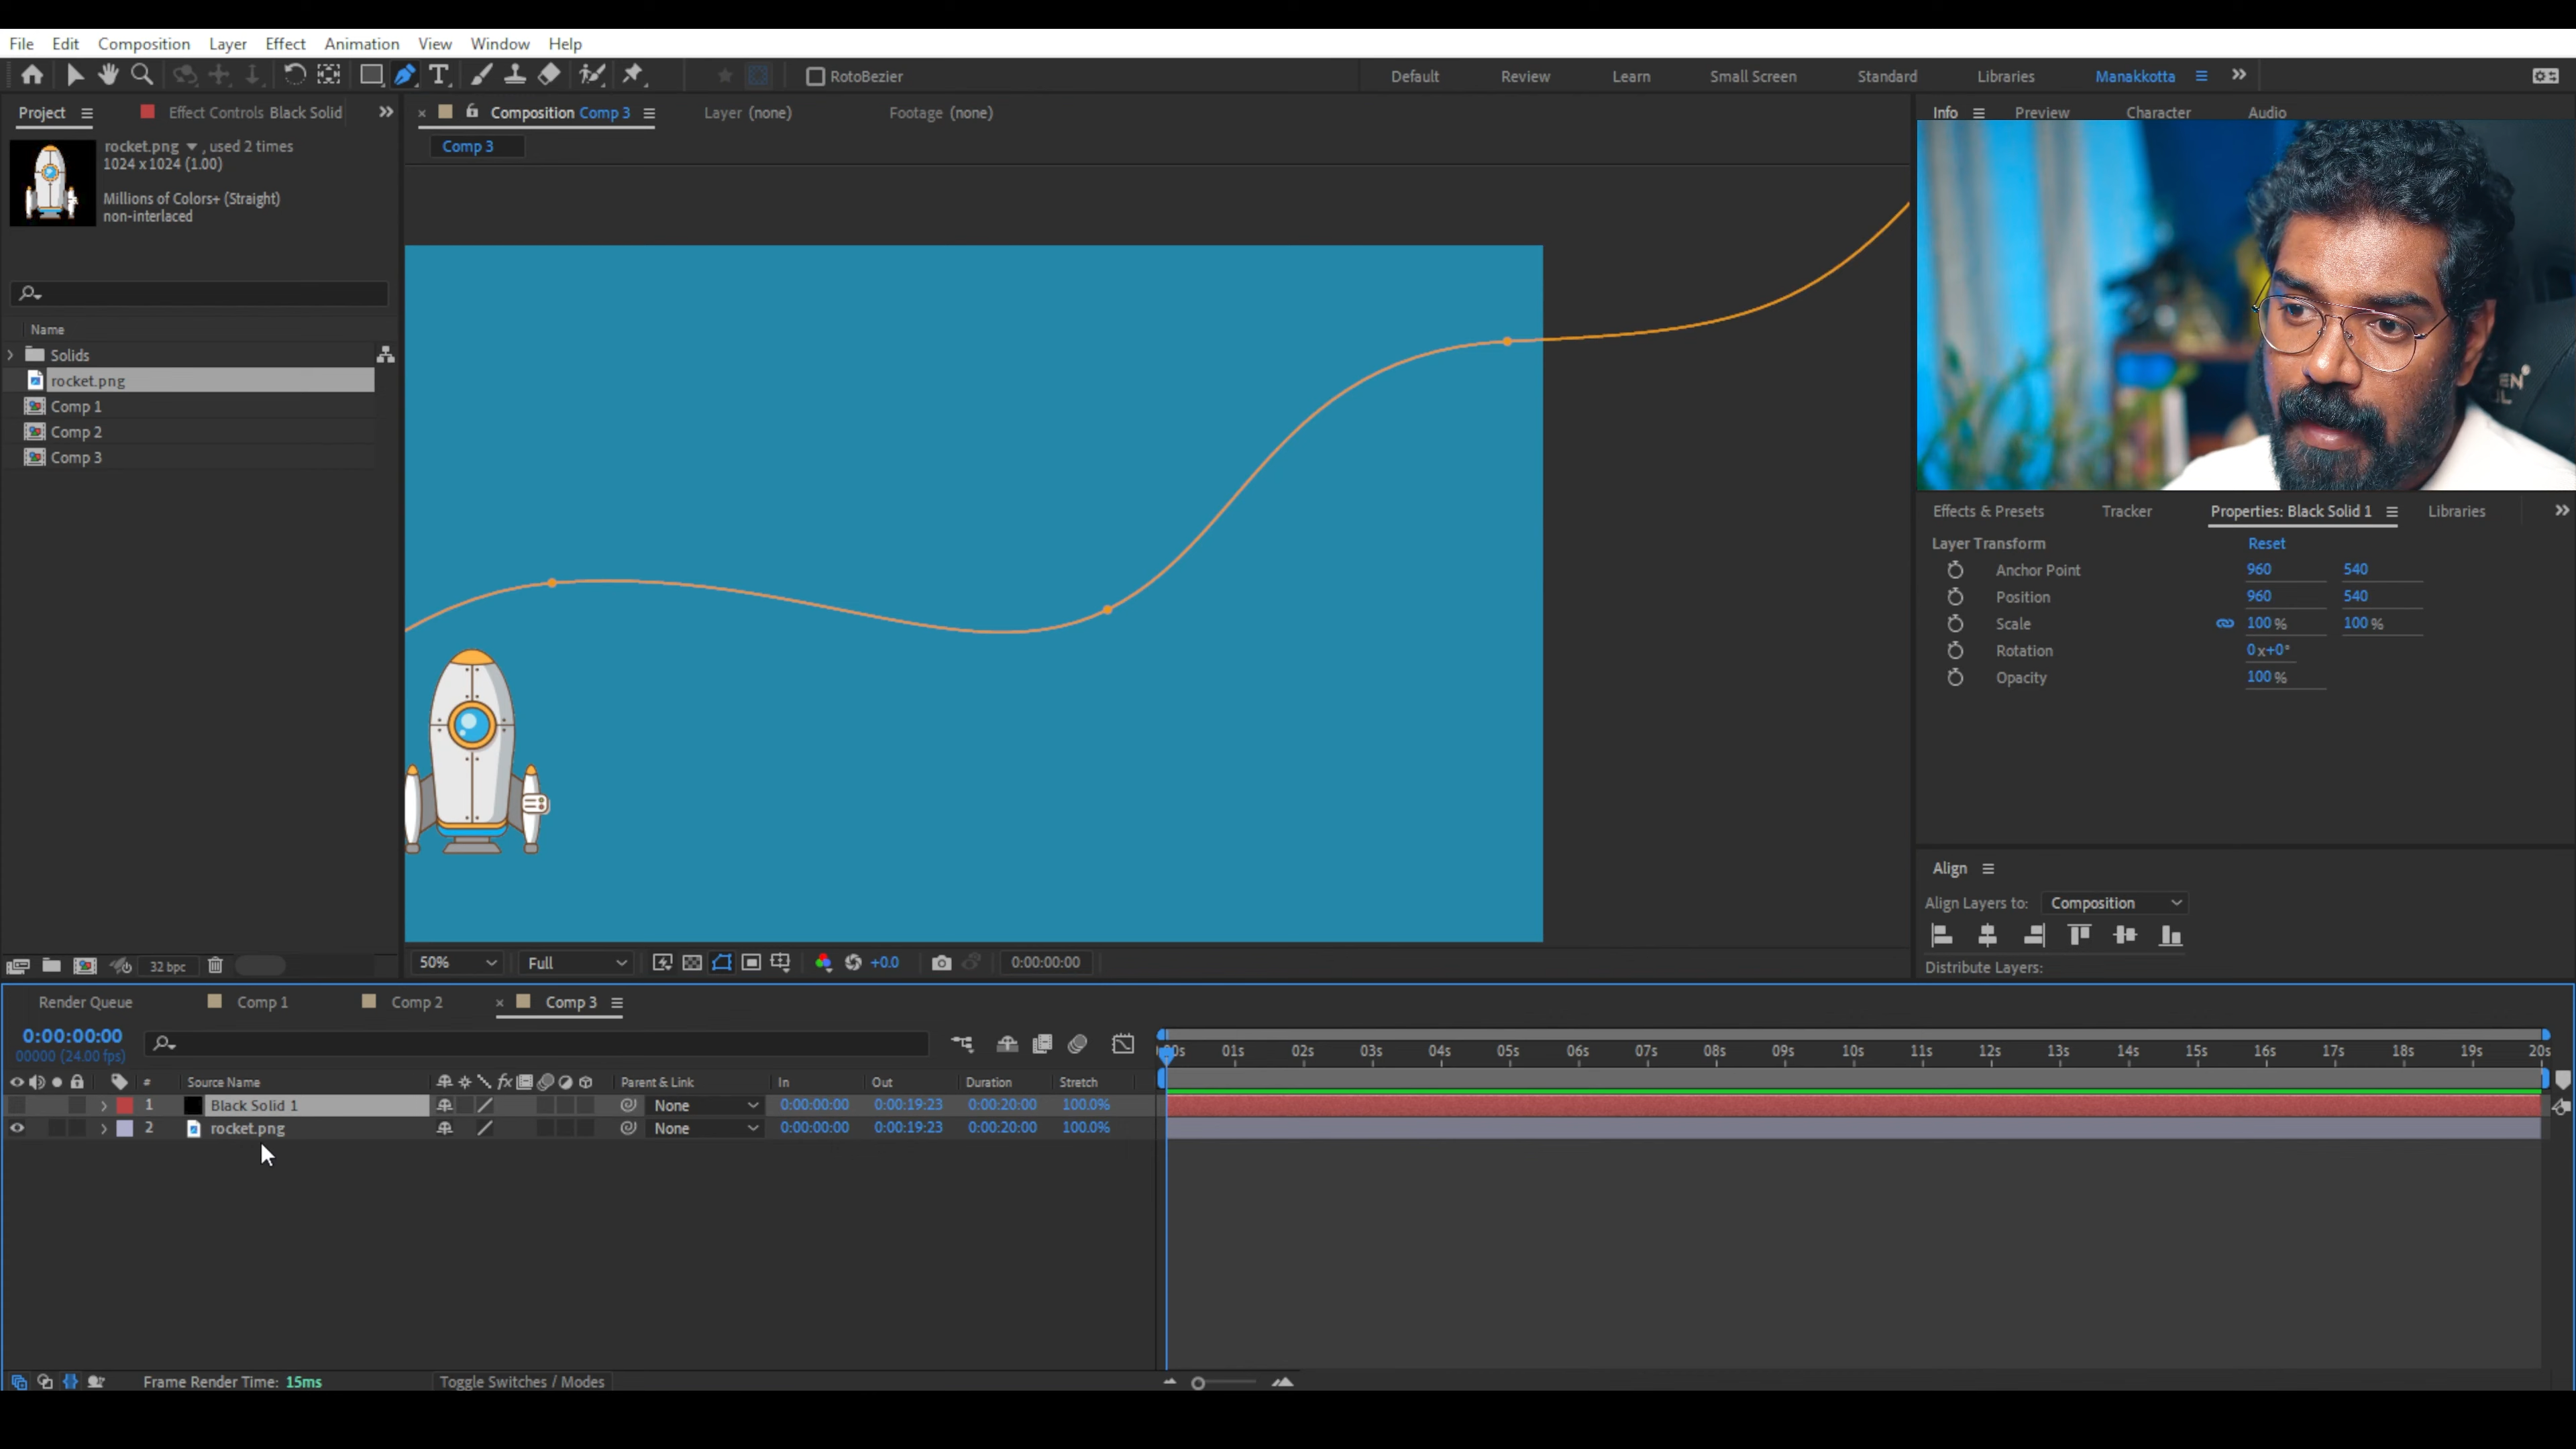 File Edit Composition Layer Effect Animation View Window Help
RotoBezier
Default Review Learn Small Screen Standard Libraries Manakkotta
Project Effect Controls Black Solid
rocket.png , used 2 times
1024 x 1024 (1.00)
Millions of Colors+ (Straight)
non-interlaced
Name
Solids
rocket.png
Comp 1
Comp 2
Comp 3
32 bpc
Composition Comp 3 Layer (none) Footage (none)
Comp 3
50% Full +0.0 0:00:00:00
Info Preview Character Audio
Effects & Presets Tracker Properties: Black Solid 1 Libraries
Layer Transform Reset
Anchor Point 960 540
Position 960 540
Scale 100 % 100 %
Rotation 0x+0°
Opacity 100 %
Align
Align Layers to: Composition
Distribute Layers:
Render Queue Comp 1 Comp 2 Comp 3
0:00:00:00
00000 (24.00 fps)
00s 01s 02s 03s 04s 05s 06s 07s 08s 09s 10s 11s 12s 13s 14s 15s 16s 17s 18s 19s 20s
# Source Name Parent & Link In Out Duration Stretch
1 Black Solid 1 None 0:00:00:00 0:00:19:23 0:00:20:00 100.0%
2 rocket.png None 0:00:00:00 0:00:19:23 0:00:20:00 100.0%
Frame Render Time: 15ms Toggle Switches / Modes